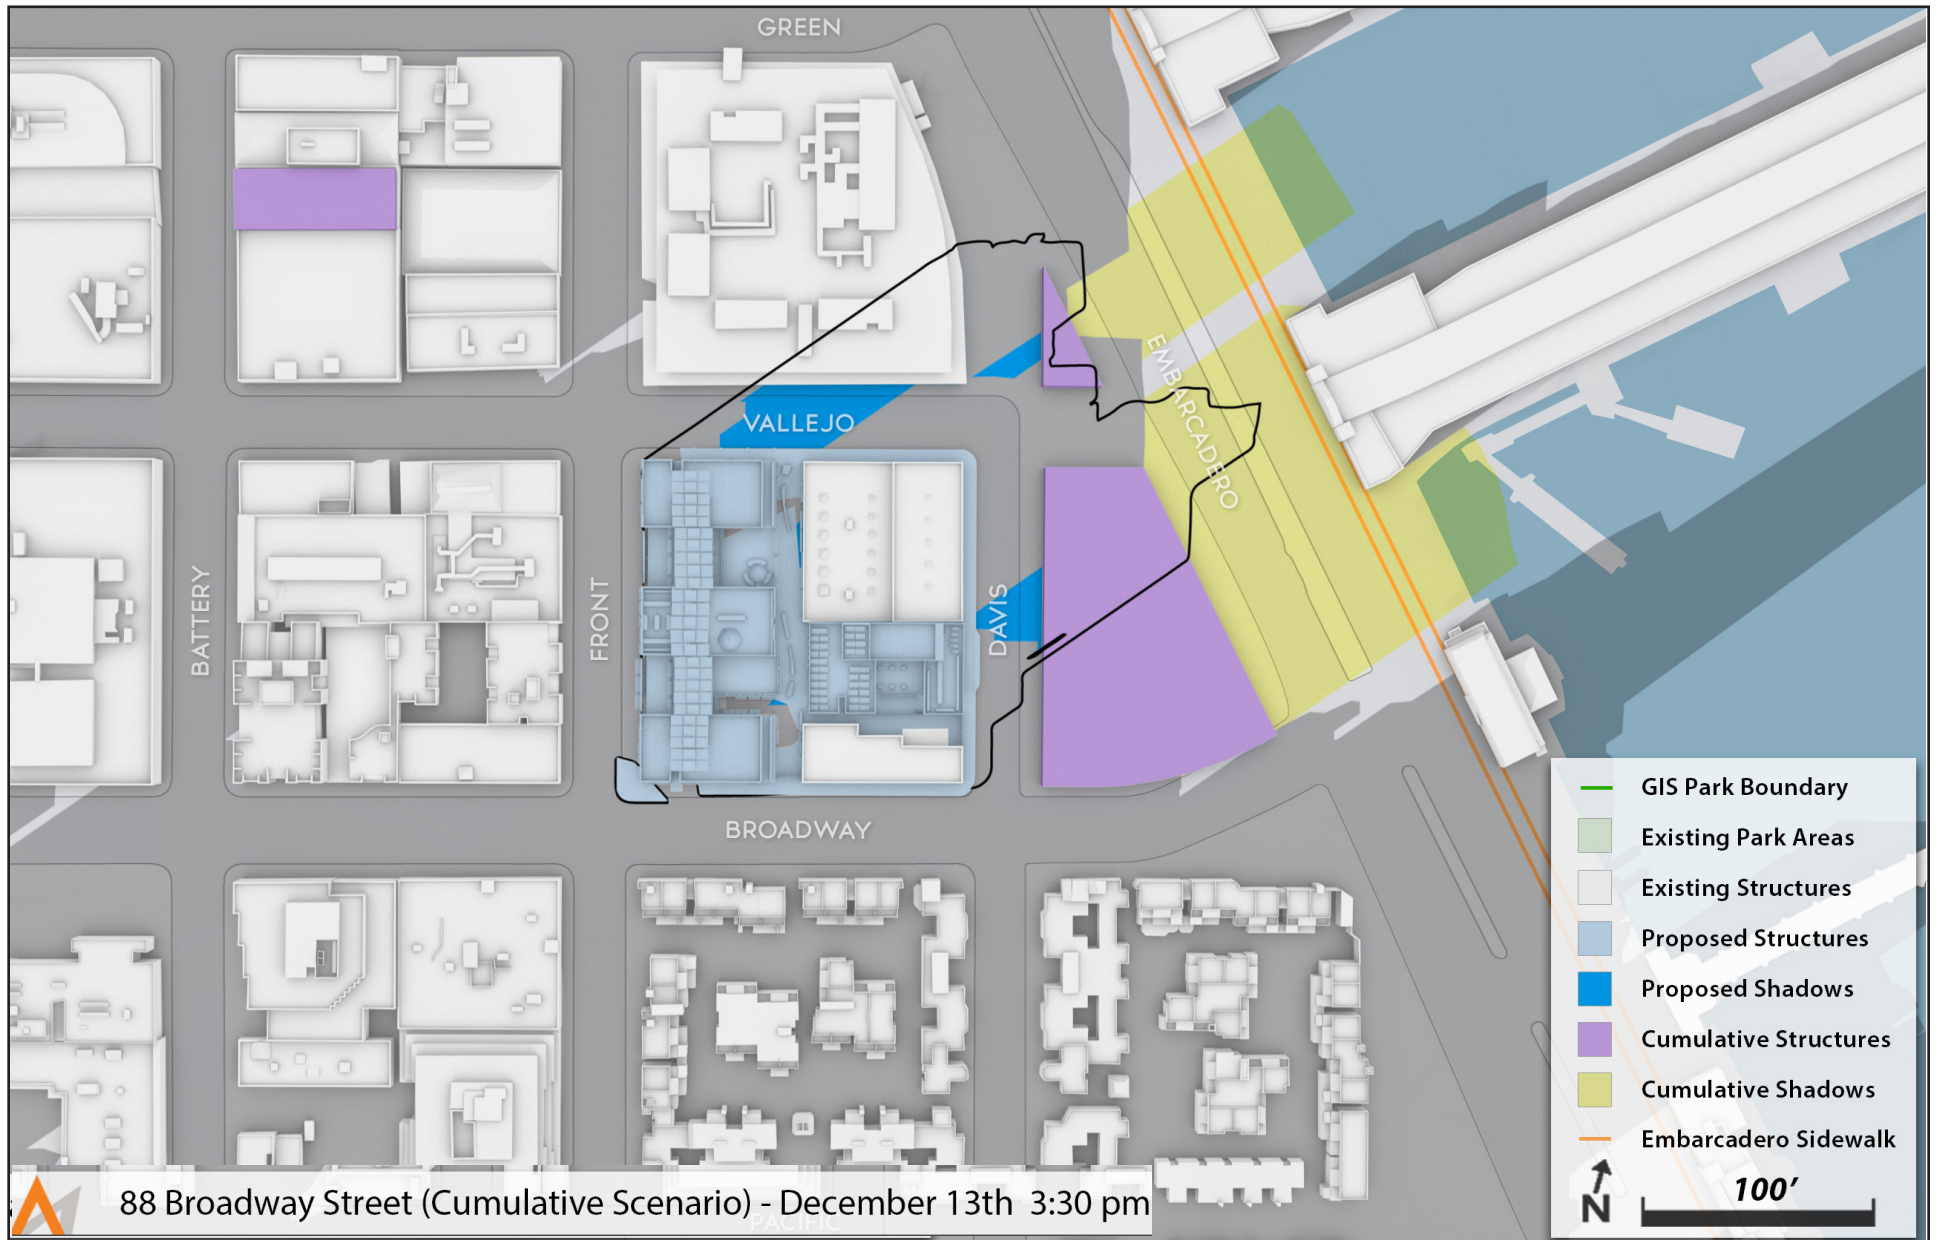 GREEN
VALLEJO
EMBARCADERO
BATTERY
FRONT
DAVIS
BROADWAY
GIS Park Boundary
Existing Park Areas
Existing Structures
Proposed Structures
Proposed Shadows
Cumulative Structures
Cumulative Shadows
Embarcadero Sidewalk
N
100’
88 Broadway Street (Cumulative Scenario) - December 13th 3:30 pm
PACIFIC